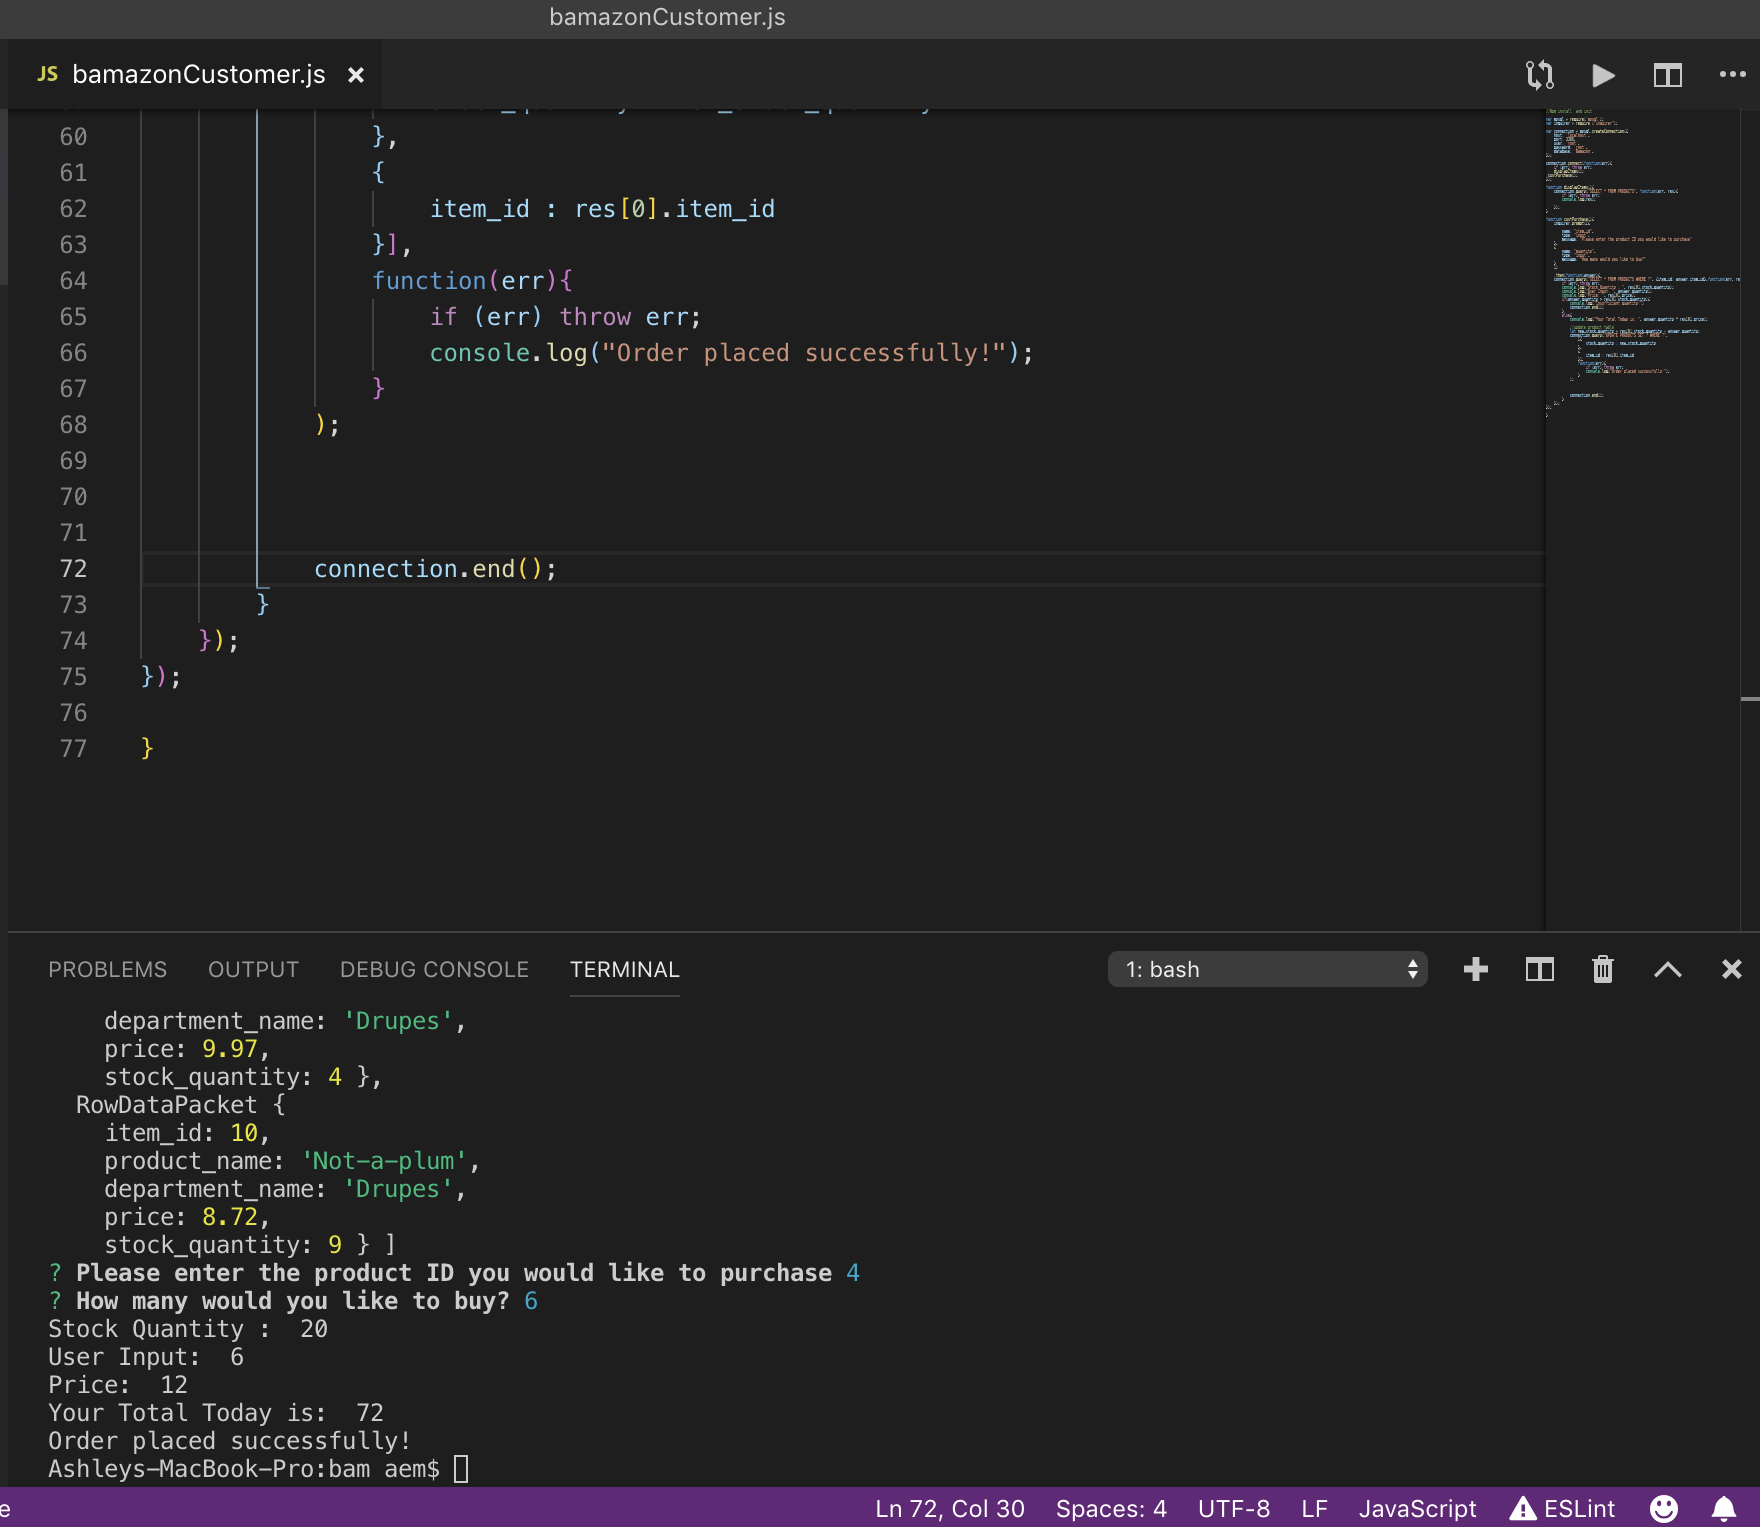 bamazonCustomer.js
JS bamazonCustomer.js
60 },
61 {
62 item_id : res[0].item_id
63 }],
64 function(err){
65 if (err) throw err;
66 console.log("Order placed successfully!");
67 }
68 );
69
70
71
72 connection.end();
73 }
74 });
75 });
76
77 }
PROBLEMS OUTPUT DEBUG CONSOLE TERMINAL 1: bash
department_name: 'Drupes',
price: 9.97,
stock_quantity: 4 },
RowDataPacket {
item_id: 10,
product_name: 'Not-a-plum',
department_name: 'Drupes',
price: 8.72,
stock_quantity: 9 } ]
? Please enter the product ID you would like to purchase 4
? How many would you like to buy? 6
Stock Quantity :  20
User Input:  6
Price:  12
Your Total Today is:  72
Order placed successfully!
Ashleys-MacBook-Pro:bam aem$
Ln 72, Col 30 Spaces: 4 UTF-8 LF JavaScript ESLint